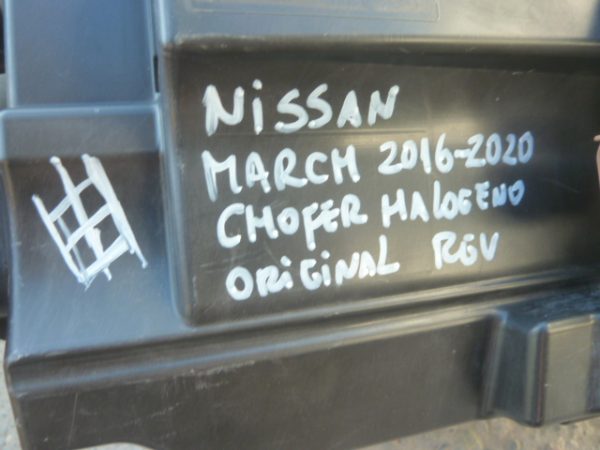 NISSAN
MARCH 2016-2020
CHOFER HALOGENO
ORIGINAL RGV